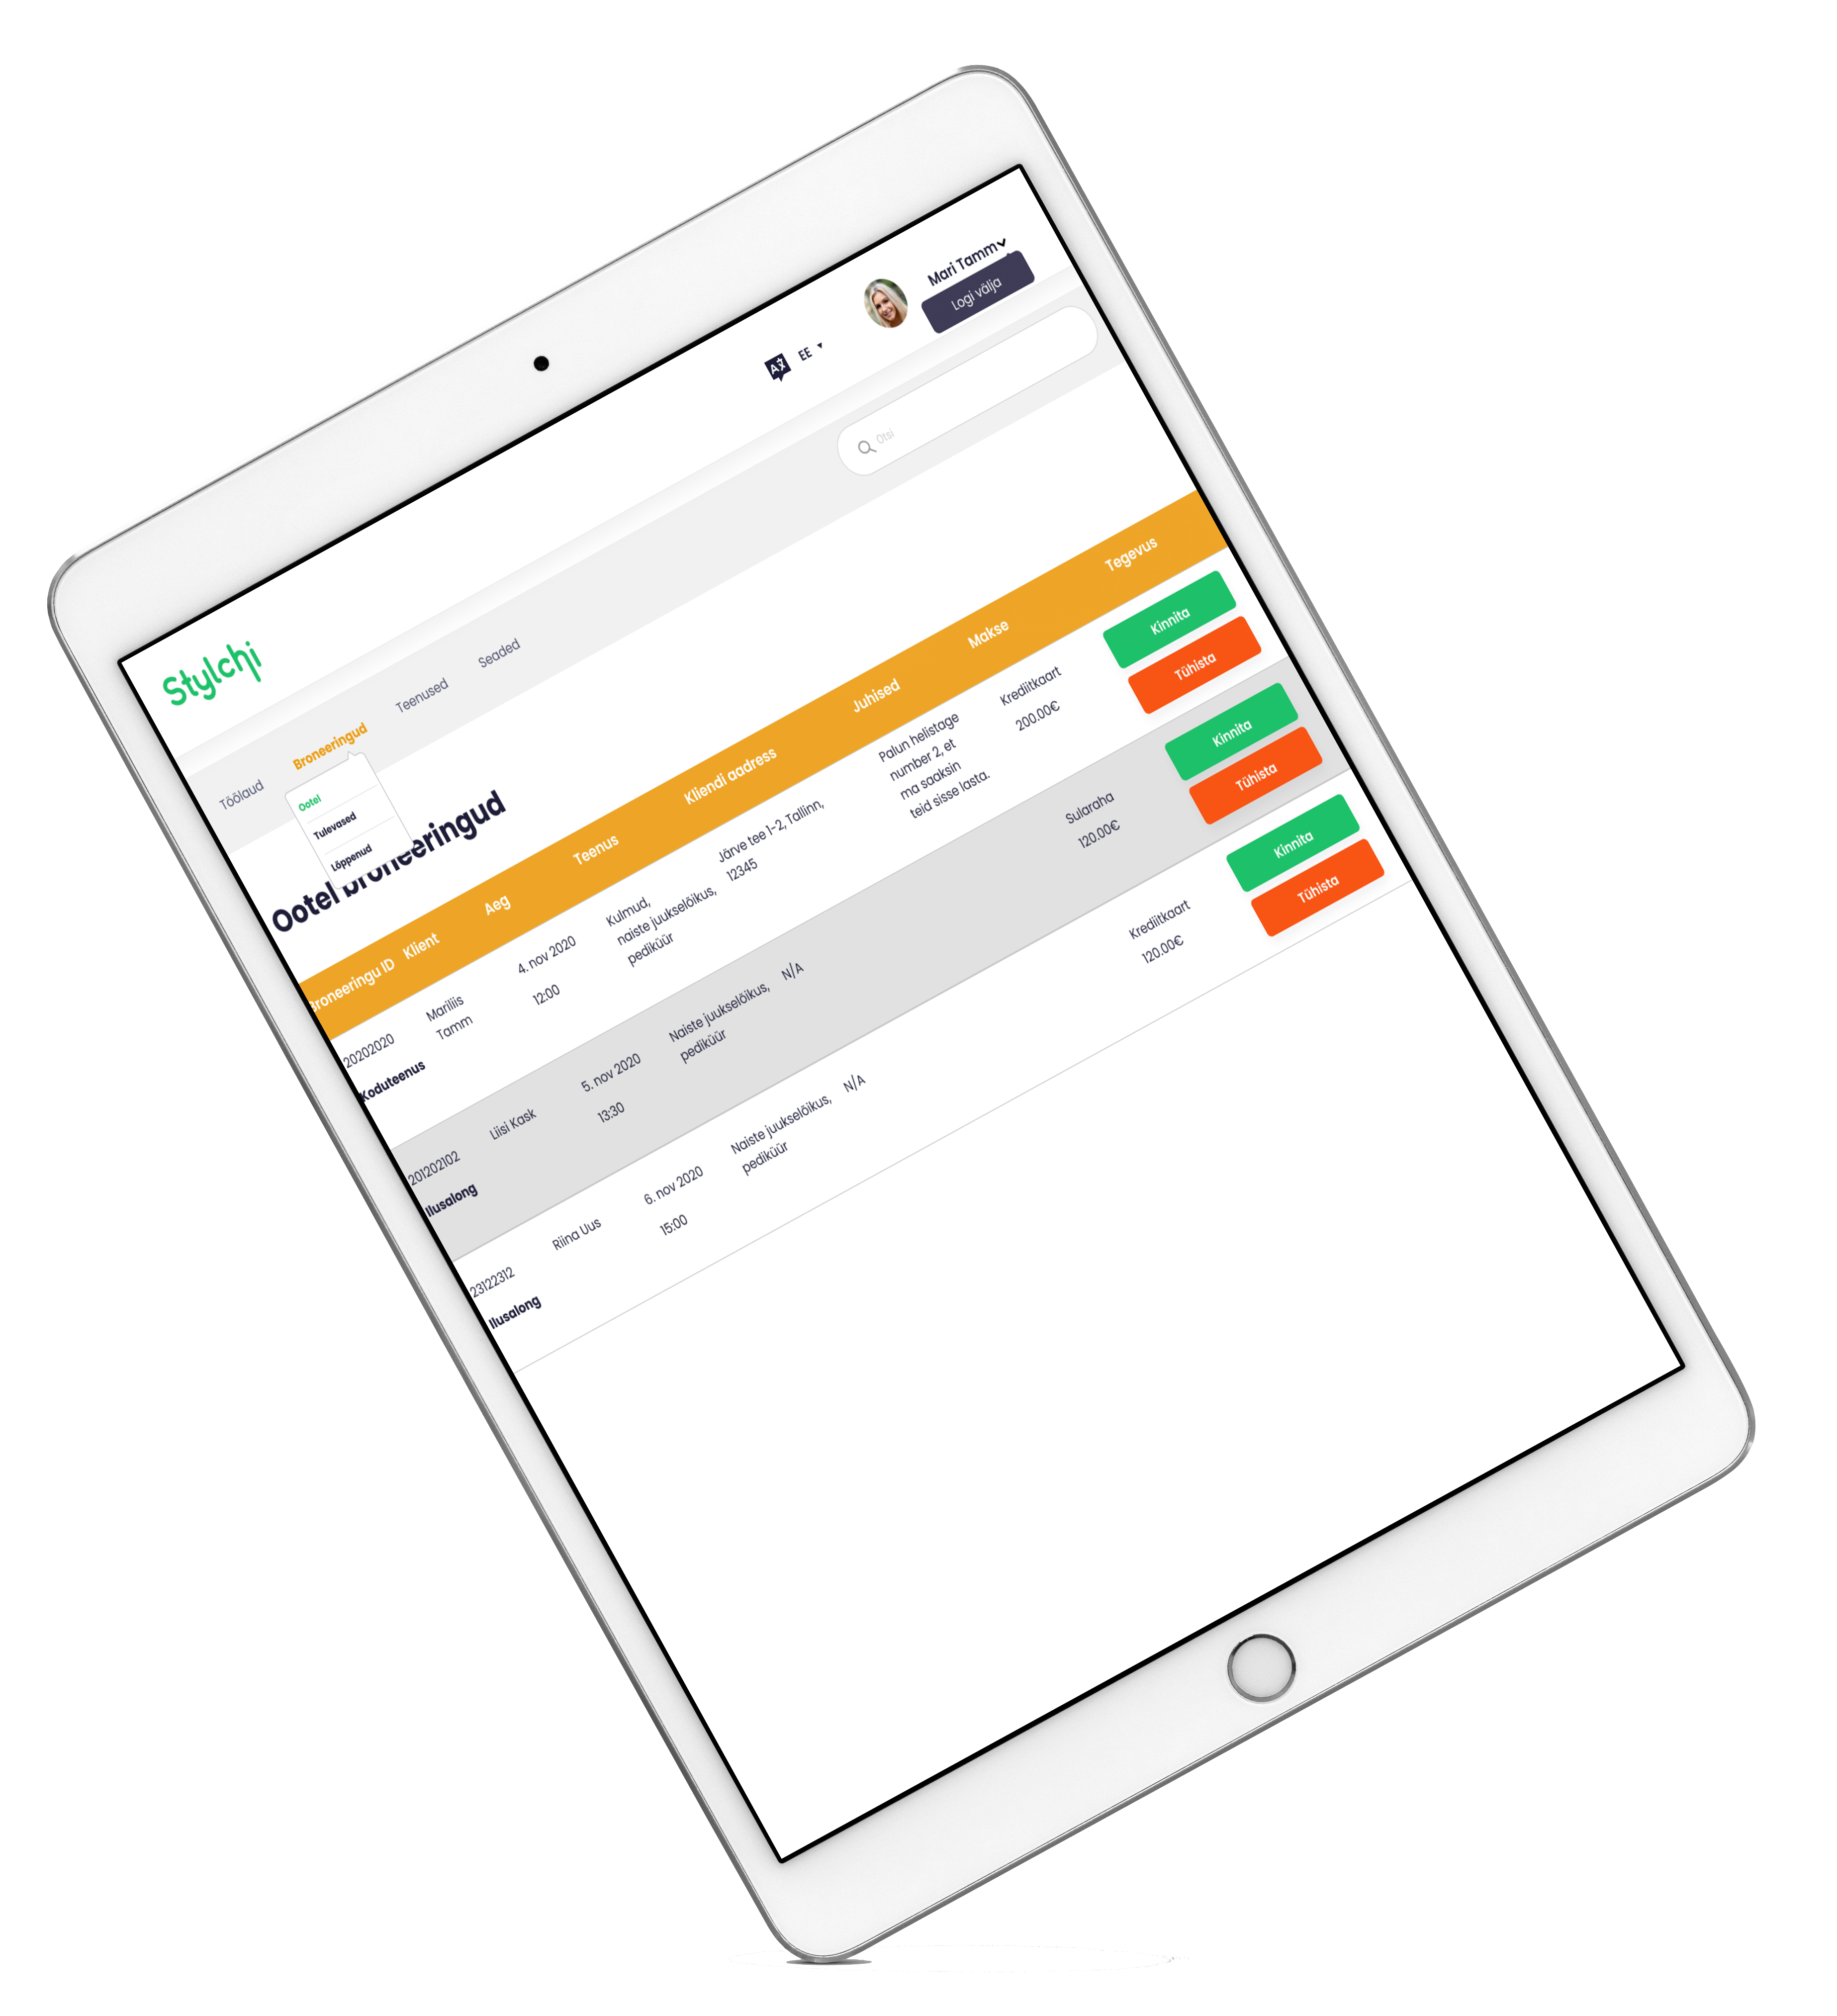 Mari Tamm
Logi välja
EE
Stylchi
Otsi
Töölaud
Broneeringud
Teenused
Seaded
Ootel
Tulevased
Lõppenud
Ootel broneeringud
Broneeringu ID
Klient
Aeg
Teenus
Kliendi aadress
Juhised
Makse
Tegevus
20202020
Koduteenus
Mariliis
Tamm
4. nov 2020
12:00
Kulmud,
naiste juukselõikus,
pediküür
Järve tee 1-2, Tallinn,
12345
Palun helistage
number 2, et
ma saaksin
teid sisse lasta.
Krediitkaart
200.00€
Kinnita
Tühista
201202102
Ilusalong
Liisi Kask
5. nov 2020
13:30
Naiste juukselõikus,
pediküür
N/A
Sularaha
120.00€
Kinnita
Tühista
23122312
Ilusalong
Riina Uus
6. nov 2020
15:00
Naiste juukselõikus,
pediküür
N/A
Krediitkaart
120.00€
Kinnita
Tühista